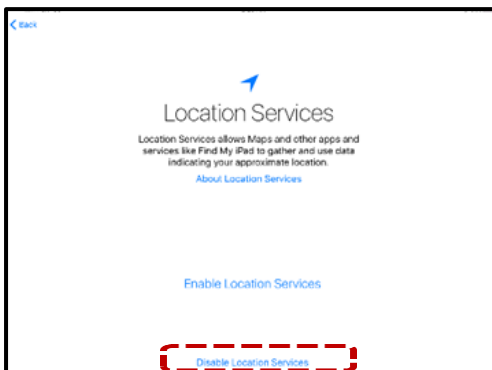 Back
Location Services
Location Services allows Maps and other apps and
services like Find My iPad to gather and use data
indicating your approximate location.
About Location Services
Enable Location Services
Disable Location Services